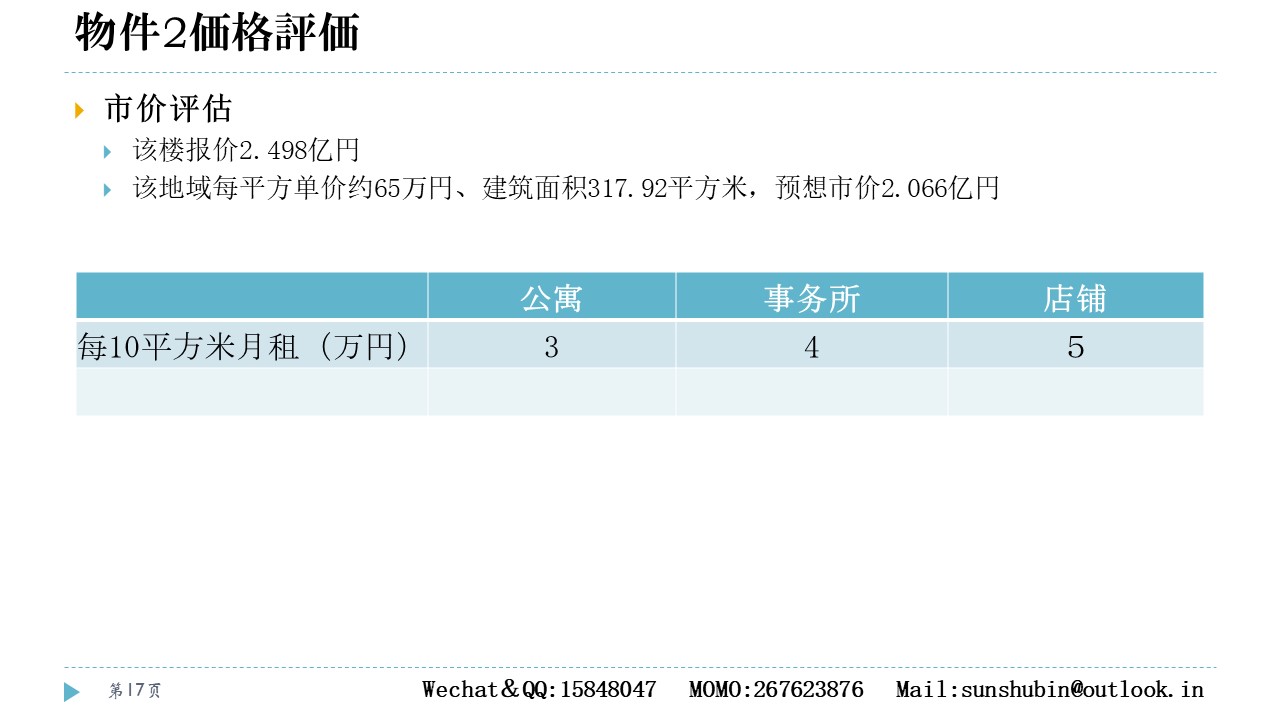 物件2価格評価
市价评估
该楼报价2.498亿円
该地域每平方单价约65万円、建筑面积317.92平方米，预想市价2.066亿円
公寓 事务所 店铺
每10平方米月租（万円） 3 4 5
第17页 Wechat＆QQ:15848047 MOMO:267623876 Mail:sunshubin@outlook.in